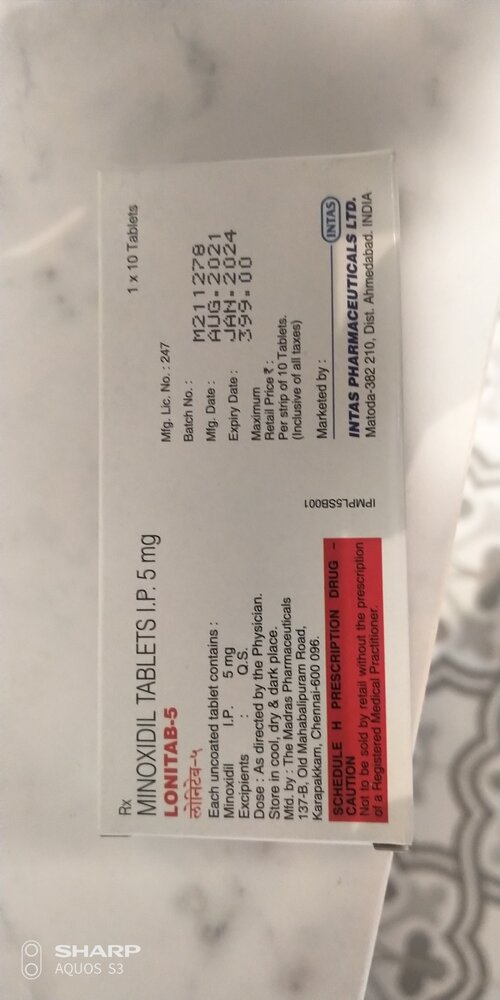 Rx
MINOXIDIL TABLETS I.P. 5 mg
LONITAB-5
लोनिटॅब-५
Each uncoated tablet contains :
Minoxidil I.P. 5 mg
Excipients : Q.S.
Dose : As directed by the Physician.
Store in cool, dry & dark place.
Mfd. by : The Madras Pharmaceuticals
137-B, Old Mahabalipuram Road,
Karapakkam, Chennai-600 096.
SCHEDULE H PRESCRIPTION DRUG -
CAUTION
Not to be sold by retail without the prescription
of a Registered Medical Practitioner.
IPMPL5SB001
1 x 10 Tablets
Mfg. Lic. No. : 247
Batch No. : M211278
Mfg. Date : AUG.2021
Expiry Date : JAN.2024
Maximum 399.00
Retail Price ₹ :
Per strip of 10 Tablets.
(Inclusive of all taxes)
Marketed by :
INTAS
INTAS PHARMACEUTICALS LTD.
Matoda-382 210, Dist. Ahmedabad. INDIA
SHARP
AQUOS S3